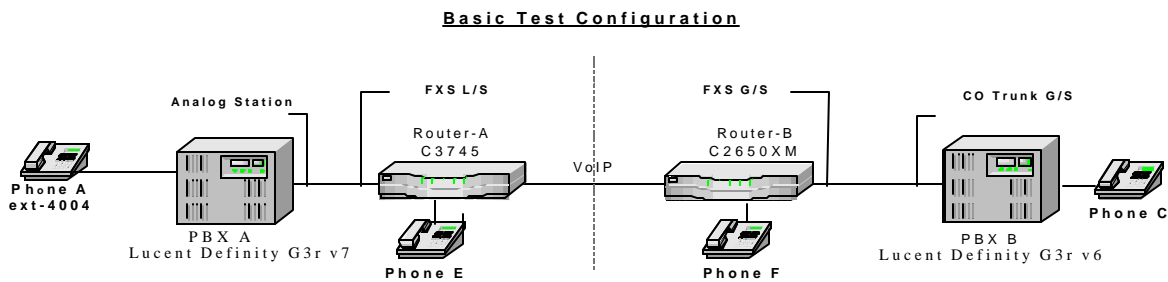 Basic Test Configuration
Analog Station
FXS L/S
FXS G/S
CO Trunk G/S
Router-A
C3745
Router-B
C2650XM
VoIP
Phone A
ext-4004
PBX A
Lucent Definity G3r v7
Phone E
Phone F
PBX B
Lucent Definity G3r v6
Phone C